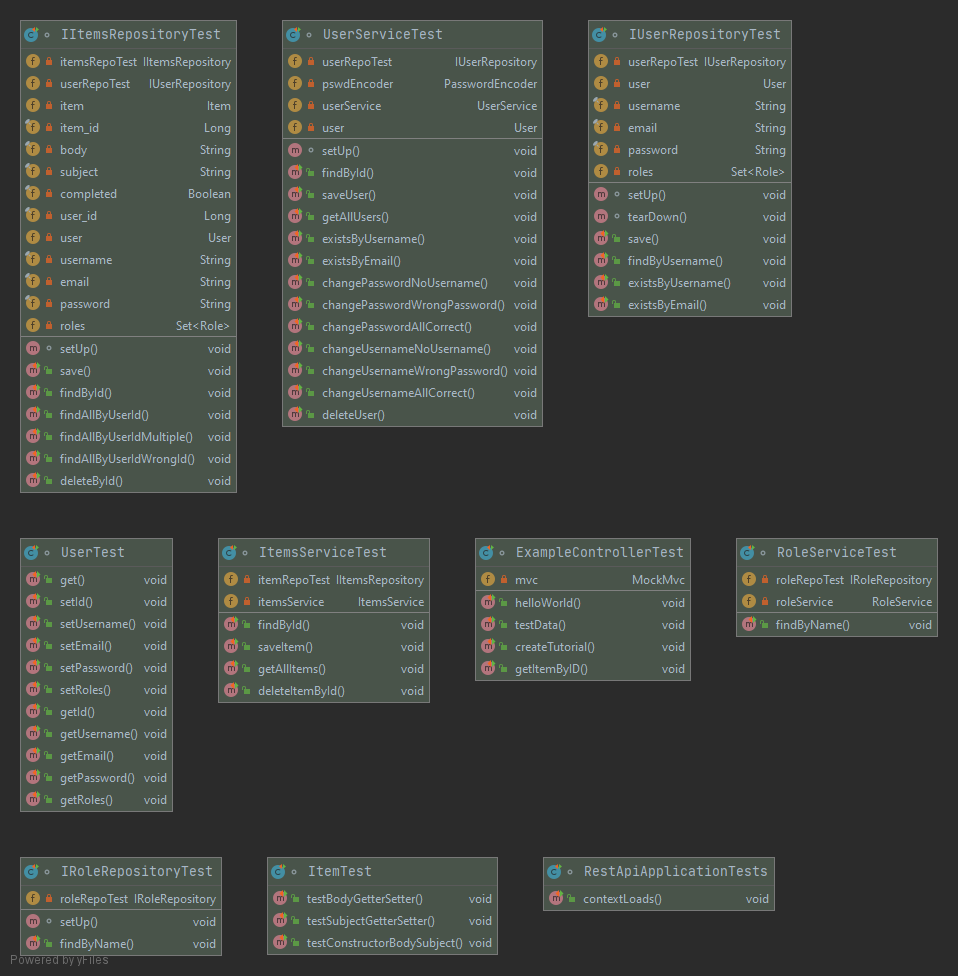 IItemsRepositoryTest
itemsRepoTest IItemsRepository
userRepoTest IUserRepository
item Item
item_id Long
body String
subject String
completed Boolean
user_id Long
user User
username String
email String
password String
roles Set<Role>
setUp() void
save() void
findById() void
findAllByUserId() void
findAllByUserIdMultiple() void
findAllByUserIdWrongId() void
deleteById() void
UserServiceTest
userRepoTest IUserRepository
pswdEncoder PasswordEncoder
userService UserService
user User
setUp() void
findById() void
saveUser() void
getAllUsers() void
existsByUsername() void
existsByEmail() void
changePasswordNoUsername() void
changePasswordWrongPassword() void
changePasswordAllCorrect() void
changeUsernameNoUsername() void
changeUsernameWrongPassword() void
changeUsernameAllCorrect() void
deleteUser() void
IUserRepositoryTest
userRepoTest IUserRepository
user User
username String
email String
password String
roles Set<Role>
setUp() void
tearDown() void
save() void
findByUsername() void
existsByUsername() void
existsByEmail() void
UserTest
get() void
setId() void
setUsername() void
setEmail() void
setPassword() void
setRoles() void
getId() void
getUsername() void
getEmail() void
getPassword() void
getRoles() void
ItemsServiceTest
itemRepoTest IItemsRepository
itemsService ItemsService
findById() void
saveItem() void
getAllItems() void
deleteItemById() void
ExampleControllerTest
mvc MockMvc
helloWorld() void
testData() void
createTutorial() void
getItemByID() void
RoleServiceTest
roleRepoTest IRoleRepository
roleService RoleService
findByName() void
IRoleRepositoryTest
roleRepoTest IRoleRepository
setUp() void
findByName() void
ItemTest
testBodyGetterSetter() void
testSubjectGetterSetter() void
testConstructorBodySubject() void
RestApiApplicationTests
contextLoads() void
Powered by yFiles